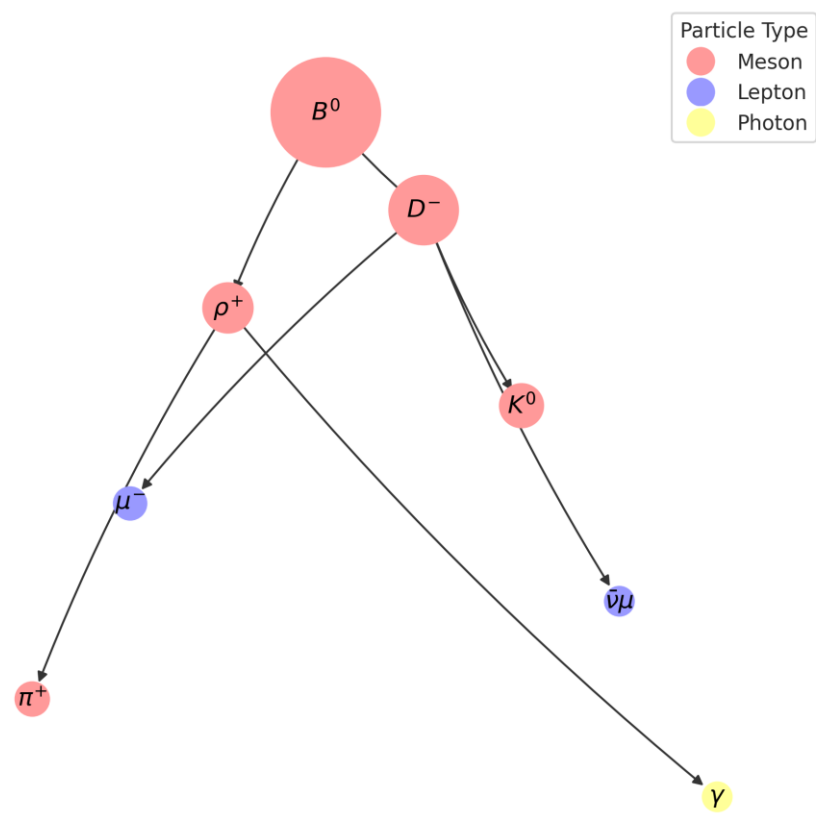 Particle Type
Meson
Lepton
Photon
B⁰
D⁻
ρ⁺
K⁰
μ⁻
ν̄μ
π⁺
γ